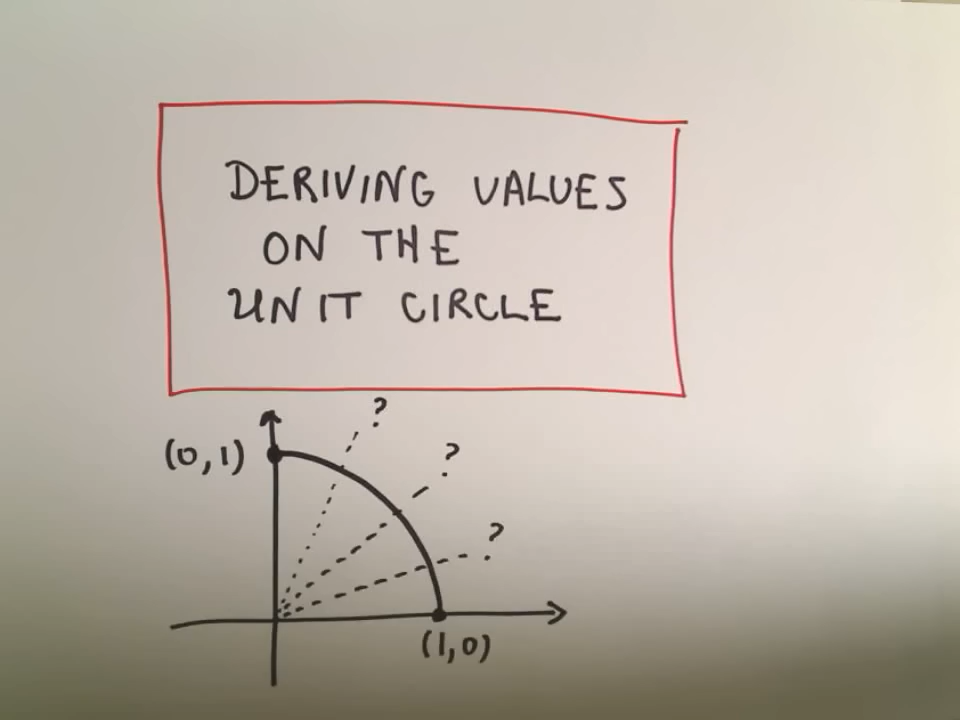 DERIVING VALUES
ON THE
UNIT CIRCLE
?
(0,1)
?
?
(1,0)